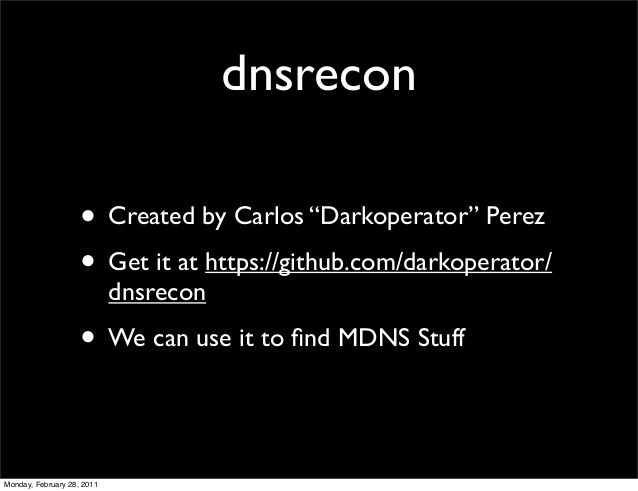 dnsrecon
• Created by Carlos “Darkoperator” Perez
• Get it at https://github.com/darkoperator/
dnsrecon
• We can use it to find MDNS Stuff
Monday, February 28, 2011